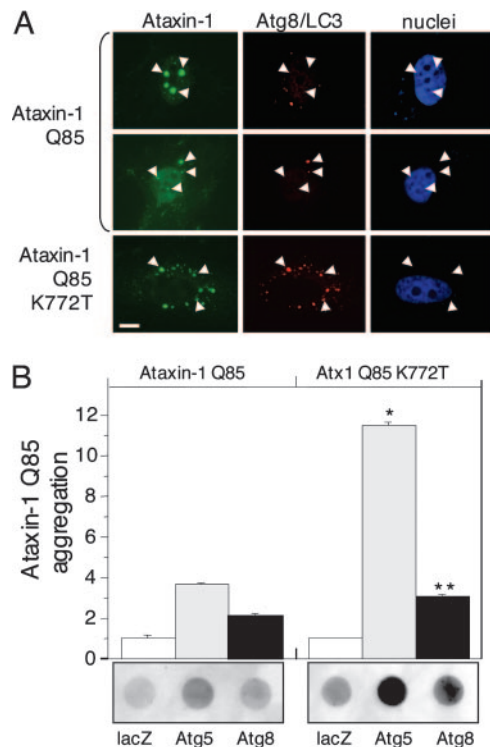 A
Ataxin-1 Atg8/LC3 nuclei
Ataxin-1
Q85
Ataxin-1
Q85
K772T
B
Ataxin-1 Q85 Atx1 Q85 K772T
Ataxin-1 Q85
aggregation
12
10
8
6
4
2
0
*
**
lacZ Atg5 Atg8 lacZ Atg5 Atg8